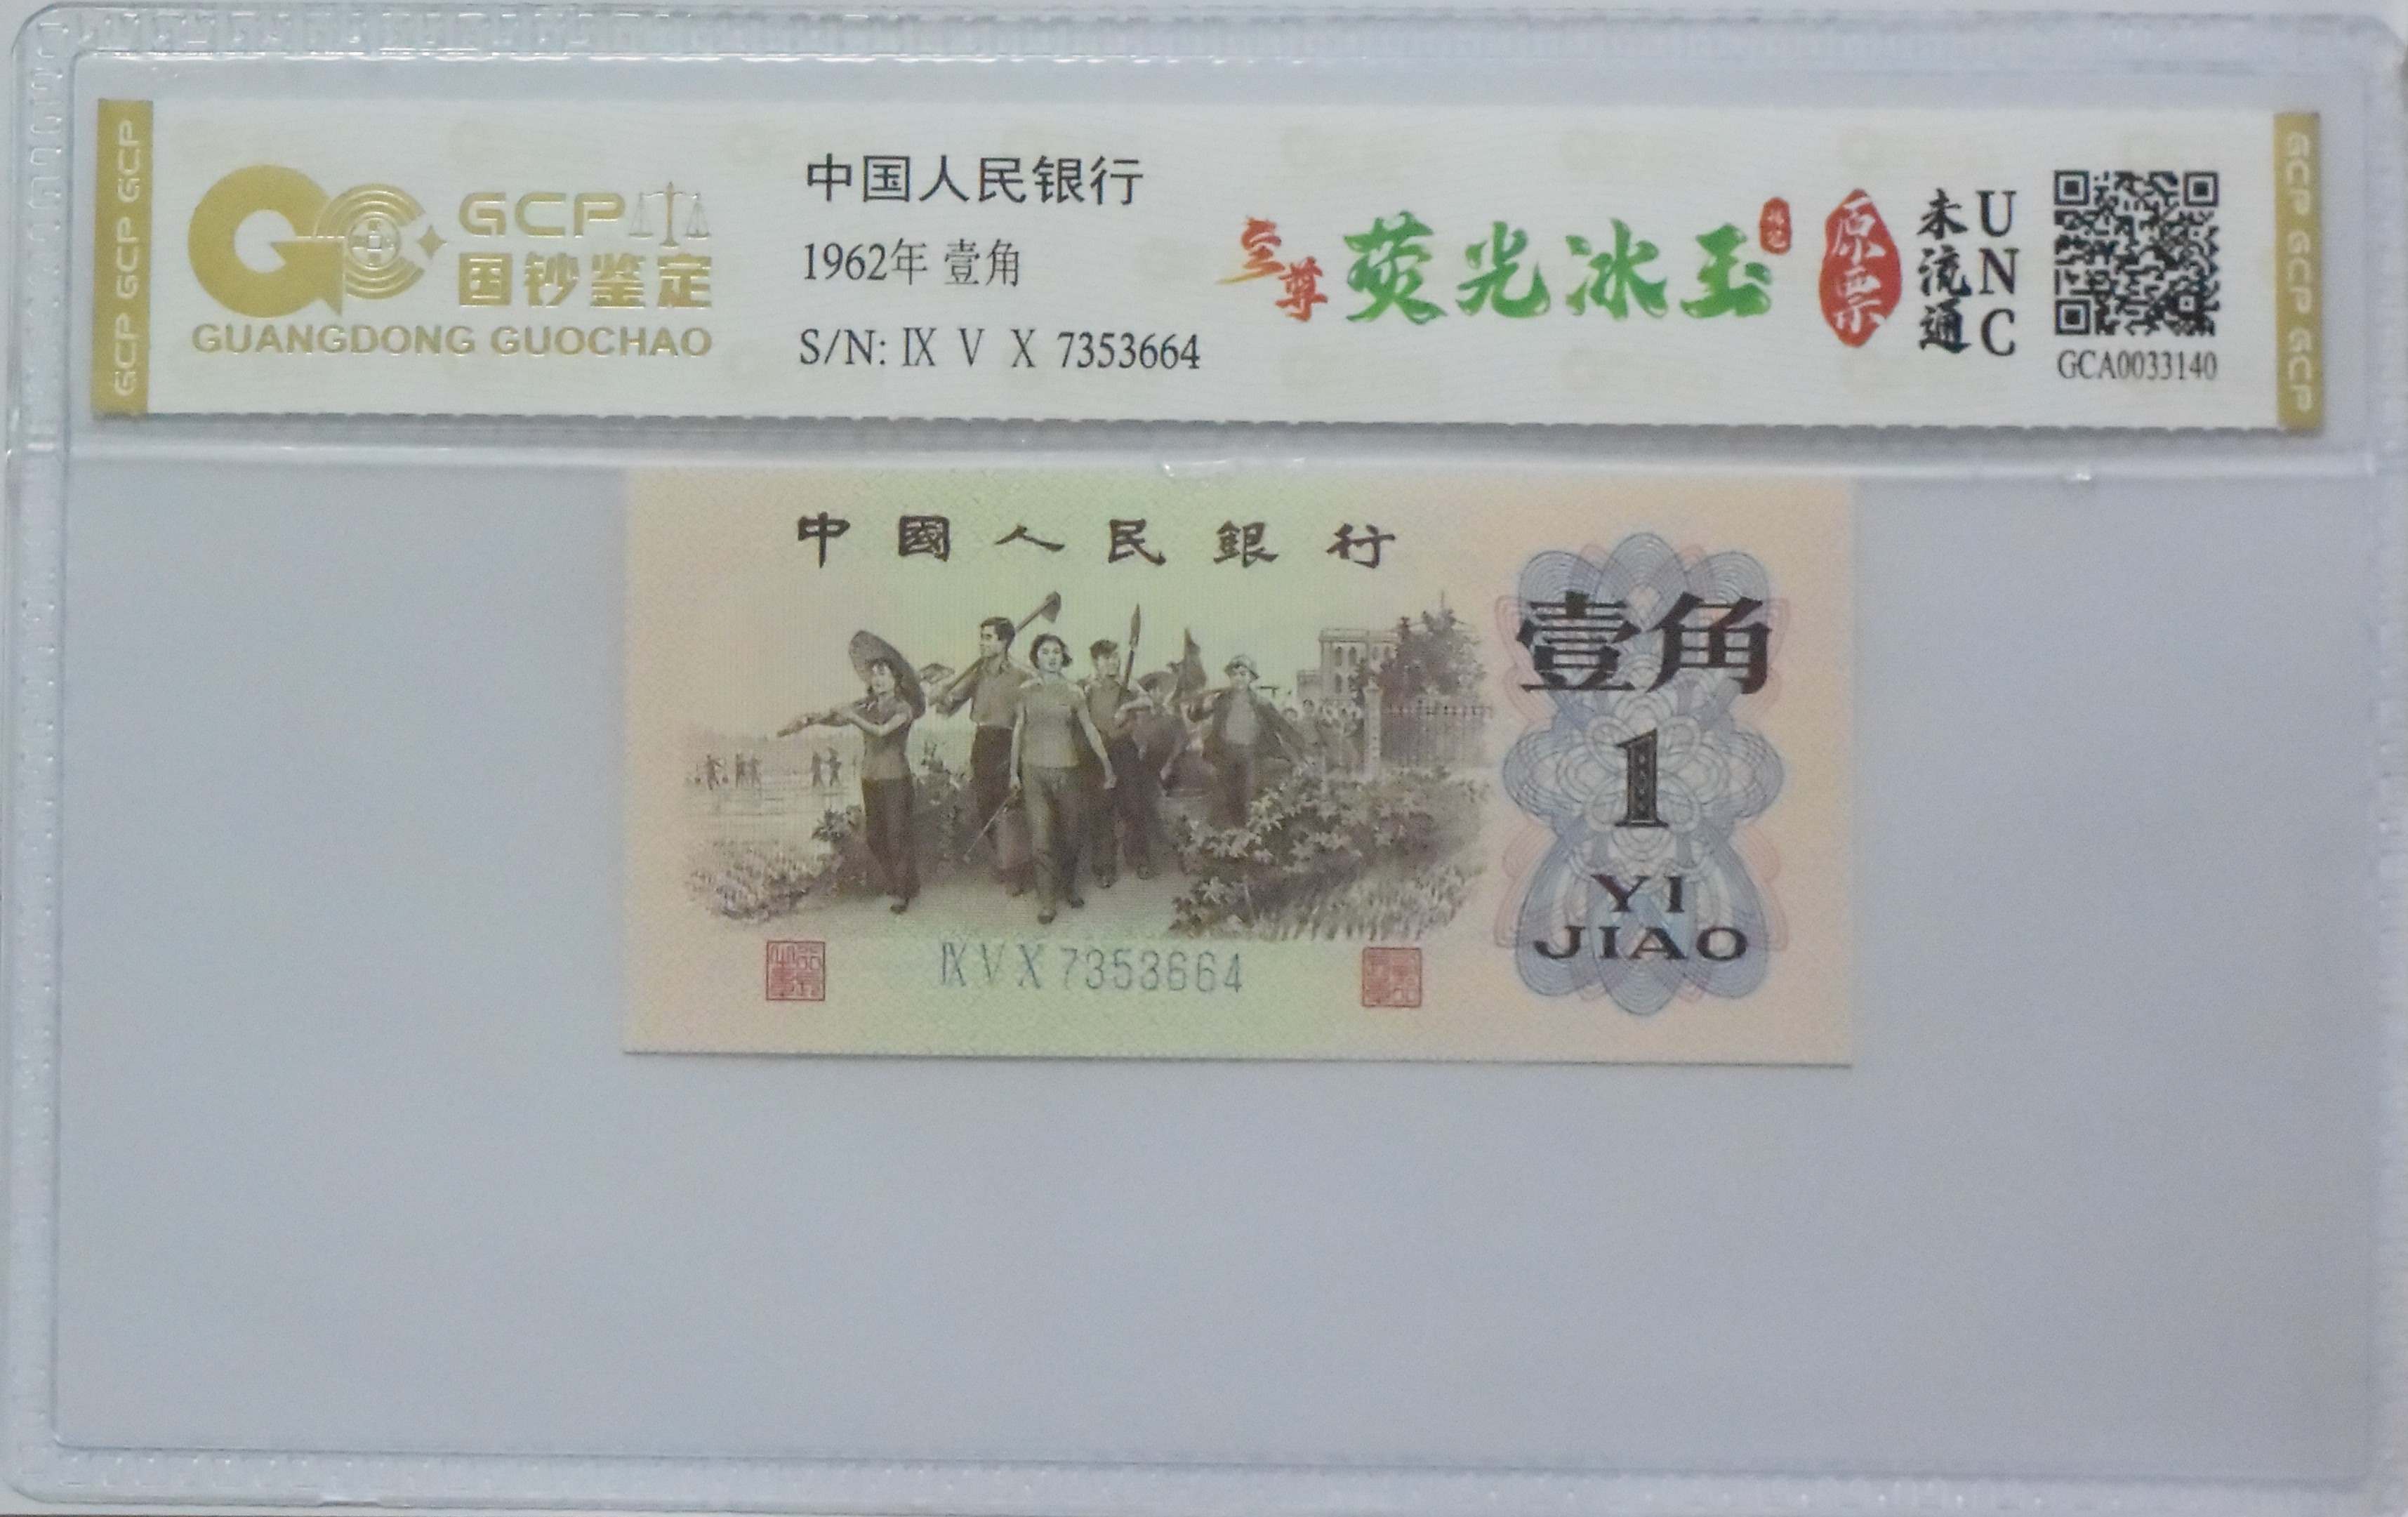 GCP GCP GCP
GCP
国钞鉴定
GUANGDONG GUOCHAO
中国人民银行
1962年 壹角
S/N: IX V X 7353664
至尊 荧光冰玉
原票
未流通
UNC
GCA0033140
GCP GCP GCP
中國人民銀行
壹角
1
YI
JIAO
IX V X 7353664